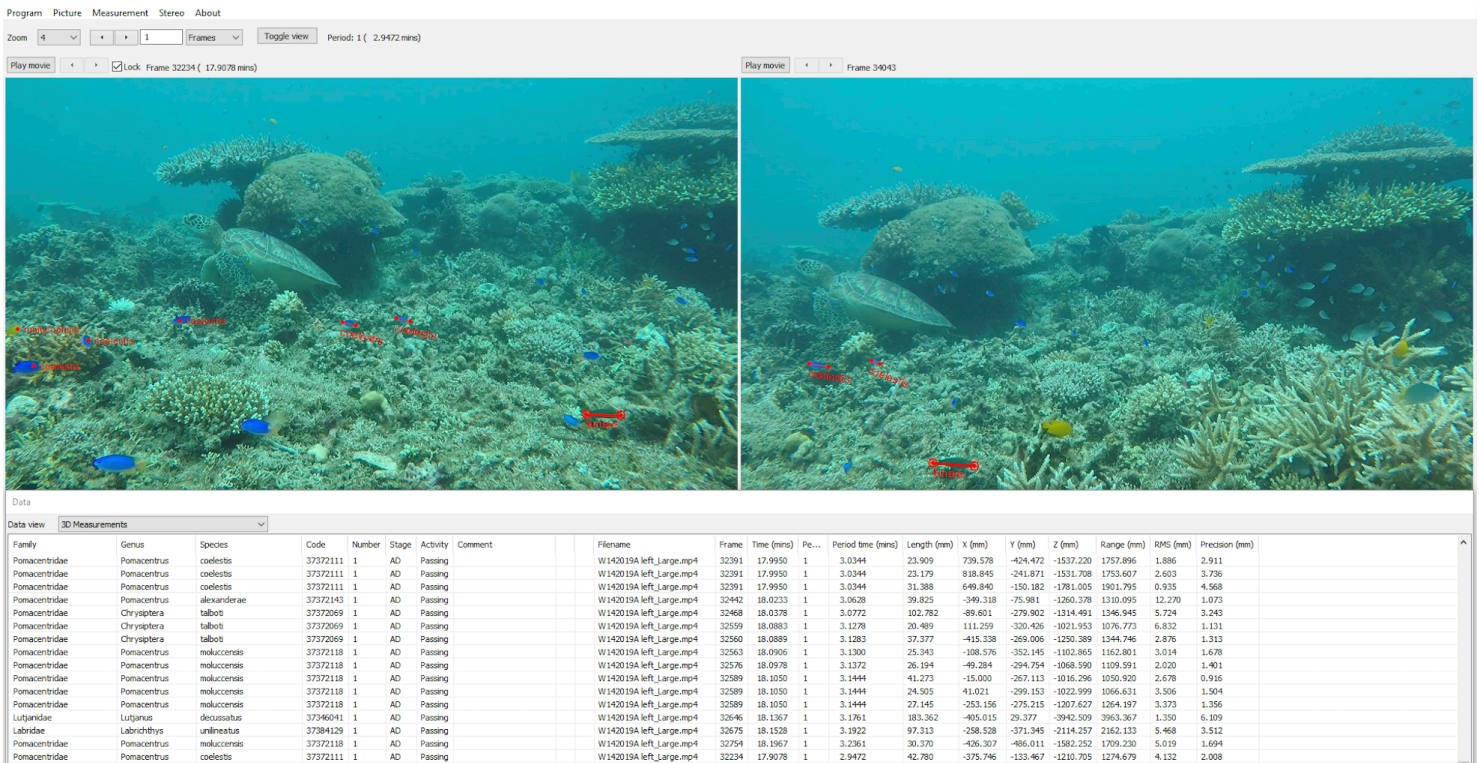 Program Picture Measurement Stereo About
Zoom 4 1 Frames Toggle view Period: 1 ( 2.9472 mins)
Play movie Lock Frame 32234 ( 17.9078 mins) Play movie Frame 34043
coelestis
coelestis
coelestis
Data
Data view 3D Measurements
Family Genus Species Code Number Stage Activity Comment Filename Frame Time (mins) Pe... Period time (mins) Length (mm) X (mm) Y (mm) Z (mm) Range (mm) RMS (mm) Precision (mm)
Pomacentridae Pomacentrus coelestis 37372111 1 AD Passing W142019A left_Large.mp4 32391 17.9950 1 3.0344 23.909 739.578 -424.472 -1537.220 1757.896 1.886 2.911
Pomacentridae Pomacentrus coelestis 37372111 1 AD Passing W142019A left_Large.mp4 32391 17.9950 1 3.0344 23.179 818.845 -241.871 -1531.708 1753.607 2.603 3.736
Pomacentridae Pomacentrus coelestis 37372111 1 AD Passing W142019A left_Large.mp4 32391 17.9950 1 3.0344 31.388 649.840 -150.182 -1781.005 1901.795 0.935 4.568
Pomacentridae Pomacentrus alexanderae 37372143 1 AD Passing W142019A left_Large.mp4 32442 18.0233 1 3.0628 39.825 -349.318 -75.981 -1260.378 1310.095 12.270 1.073
Pomacentridae Chrysiptera talboti 37372069 1 AD Passing W142019A left_Large.mp4 32468 18.0378 1 3.0772 102.782 -89.601 -279.902 -1314.491 1346.945 5.724 3.243
Pomacentridae Chrysiptera talboti 37372069 1 AD Passing W142019A left_Large.mp4 32559 18.0883 1 3.1278 20.489 111.259 -320.426 -1021.953 1076.773 6.832 1.131
Pomacentridae Chrysiptera talboti 37372069 1 AD Passing W142019A left_Large.mp4 32560 18.0889 1 3.1283 37.377 -415.338 -269.006 -1250.389 1344.746 2.876 1.313
Pomacentridae Pomacentrus moluccensis 37372118 1 AD Passing W142019A left_Large.mp4 32563 18.0906 1 3.1300 25.343 -108.576 -352.145 -1102.865 1162.801 3.014 1.678
Pomacentridae Pomacentrus moluccensis 37372118 1 AD Passing W142019A left_Large.mp4 32576 18.0978 1 3.1372 26.194 -49.284 -294.754 -1068.590 1109.591 2.020 1.401
Pomacentridae Pomacentrus moluccensis 37372118 1 AD Passing W142019A left_Large.mp4 32589 18.1050 1 3.1444 41.273 -15.000 -267.113 -1016.296 1050.920 2.678 0.916
Pomacentridae Pomacentrus moluccensis 37372118 1 AD Passing W142019A left_Large.mp4 32589 18.1050 1 3.1444 24.505 41.021 -299.153 -1022.999 1066.631 3.506 1.504
Pomacentridae Pomacentrus moluccensis 37372118 1 AD Passing W142019A left_Large.mp4 32589 18.1050 1 3.1444 27.145 -253.156 -275.215 -1207.627 1264.197 3.373 1.356
Lutjanidae Lutjanus decussatus 37346041 1 AD Passing W142019A left_Large.mp4 32646 18.1367 1 3.1761 183.362 -405.015 29.377 -3942.509 3963.367 1.350 6.109
Labridae Labrichthys unilineatus 37384129 1 AD Passing W142019A left_Large.mp4 32675 18.1528 1 3.1922 97.313 -258.528 -371.345 -2114.257 2162.133 5.468 3.512
Pomacentridae Pomacentrus moluccensis 37372118 1 AD Passing W142019A left_Large.mp4 32754 18.1967 1 3.2361 30.370 -426.307 -486.011 -1582.252 1709.230 5.019 1.694
Pomacentridae Pomacentrus coelestis 37372111 1 AD Passing W142019A left_Large.mp4 32234 17.9078 1 2.9472 42.780 -375.746 -133.467 -1210.705 1274.679 4.132 2.008